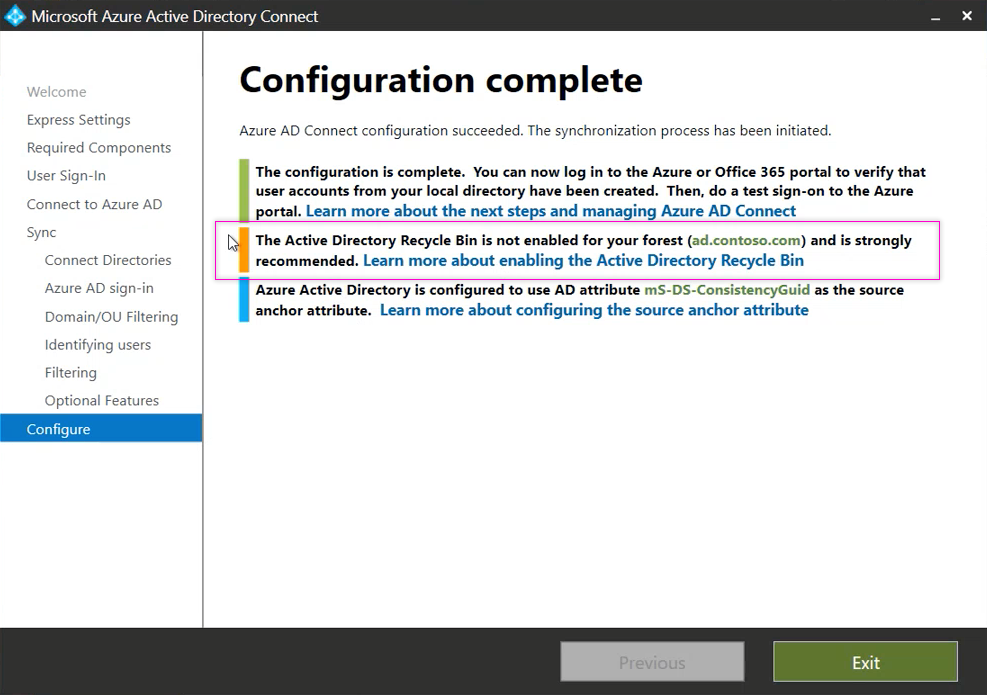 Microsoft Azure Active Directory Connect
Welcome
Express Settings
Required Components
User Sign-In
Connect to Azure AD
Sync
Connect Directories
Azure AD sign-in
Domain/OU Filtering
Identifying users
Filtering
Optional Features
Configure
Configuration complete
Azure AD Connect configuration succeeded. The synchronization process has been initiated.
The configuration is complete. You can now log in to the Azure or Office 365 portal to verify that
user accounts from your local directory have been created. Then, do a test sign-on to the Azure
portal. Learn more about the next steps and managing Azure AD Connect
The Active Directory Recycle Bin is not enabled for your forest (ad.contoso.com) and is strongly
recommended. Learn more about enabling the Active Directory Recycle Bin
Azure Active Directory is configured to use AD attribute mS-DS-ConsistencyGuid as the source
anchor attribute. Learn more about configuring the source anchor attribute
Previous
Exit